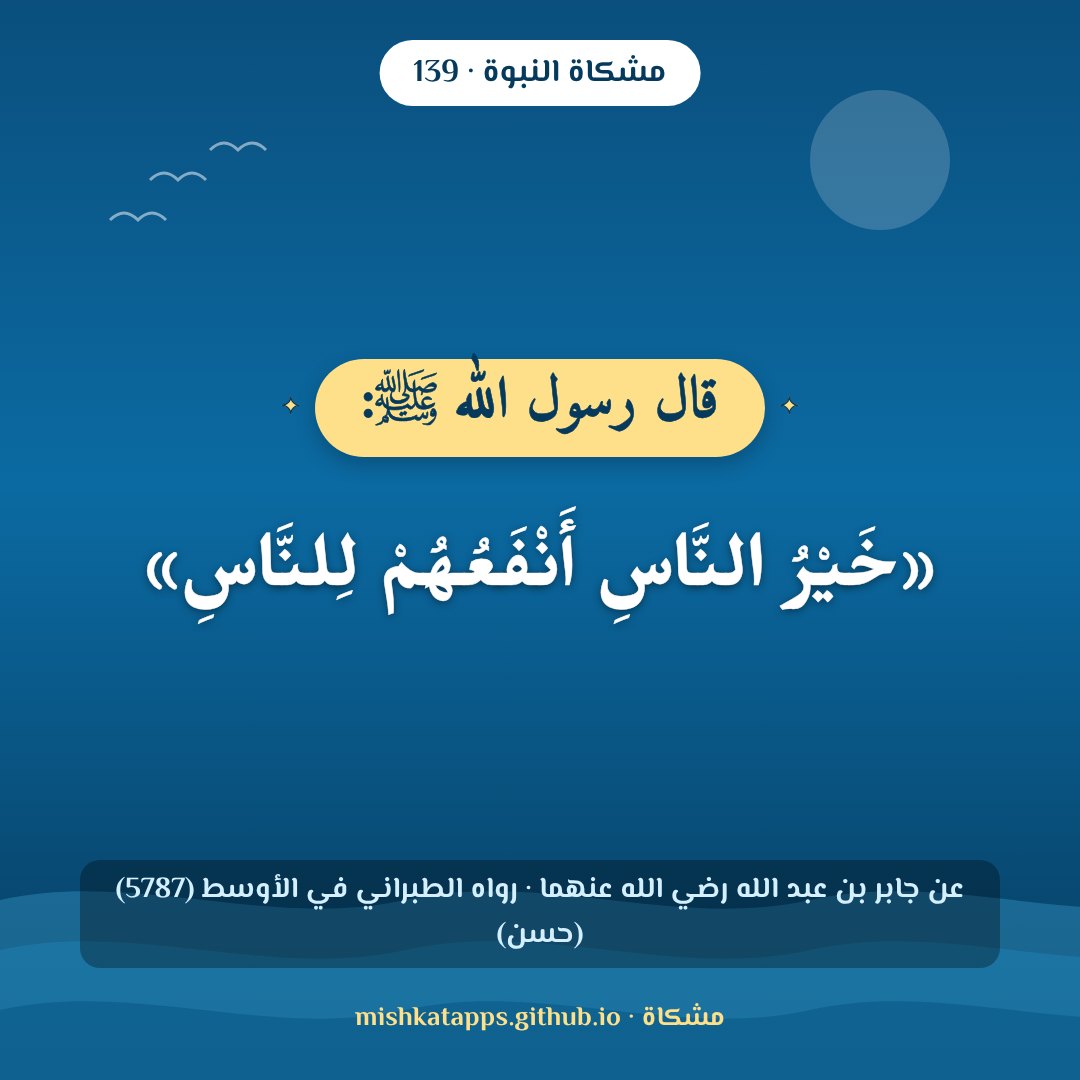 مشكاة النبوة · 139
قال رسول الله ﷺ:
«خَيْرُ النَّاسِ أَنْفَعُهُمْ لِلنَّاسِ»
عن جابر بن عبد الله رضي الله عنهما · رواه الطبراني في الأوسط (5787)
(حسن)
مشكاة · mishkatapps.github.io